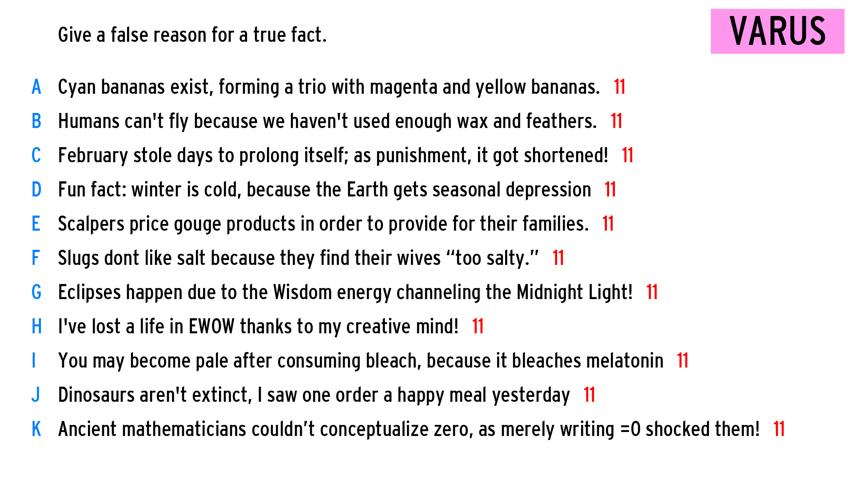 Give a false reason for a true fact.
VARUS
A Cyan bananas exist, forming a trio with magenta and yellow bananas. 11
B Humans can't fly because we haven't used enough wax and feathers. 11
C February stole days to prolong itself; as punishment, it got shortened! 11
D Fun fact: winter is cold, because the Earth gets seasonal depression 11
E Scalpers price gouge products in order to provide for their families. 11
F Slugs dont like salt because they find their wives “too salty.” 11
G Eclipses happen due to the Wisdom energy channeling the Midnight Light! 11
H I've lost a life in EWOW thanks to my creative mind! 11
I You may become pale after consuming bleach, because it bleaches melatonin 11
J Dinosaurs aren't extinct, I saw one order a happy meal yesterday 11
K Ancient mathematicians couldn’t conceptualize zero, as merely writing =0 shocked them! 11